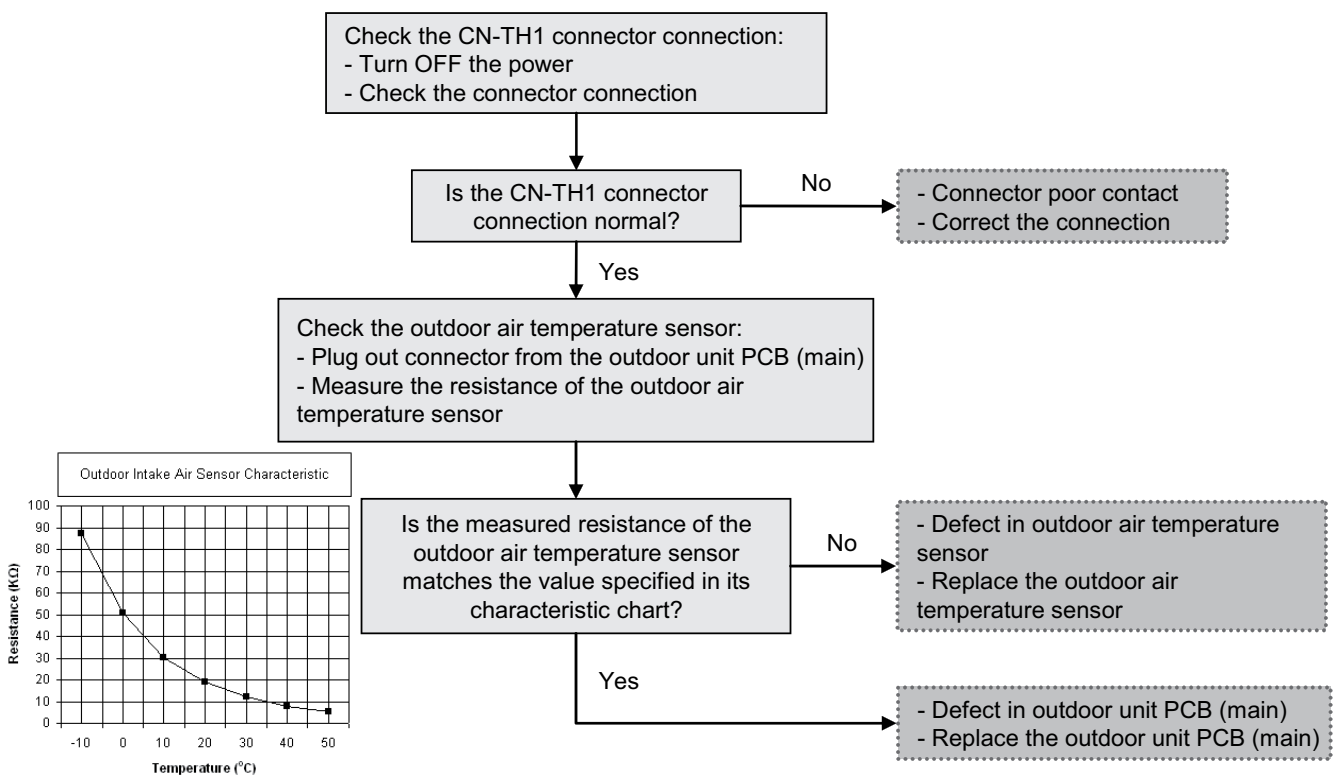 Check the CN-TH1 connector connection:
- Turn OFF the power
- Check the connector connection
Is the CN-TH1 connector
connection normal?
No
- Connector poor contact
- Correct the connection
Yes
Check the outdoor air temperature sensor:
- Plug out connector from the outdoor unit PCB (main)
- Measure the resistance of the outdoor air
temperature sensor
Outdoor Intake Air Sensor Characteristic
Resistance (KΩ)
100
90
80
70
60
50
40
30
20
10
0
-10 0 10 20 30 40 50
Temperature (°C)
Is the measured resistance of the
outdoor air temperature sensor
matches the value specified in its
characteristic chart?
No
- Defect in outdoor air temperature
sensor
- Replace the outdoor air
temperature sensor
Yes
- Defect in outdoor unit PCB (main)
- Replace the outdoor unit PCB (main)